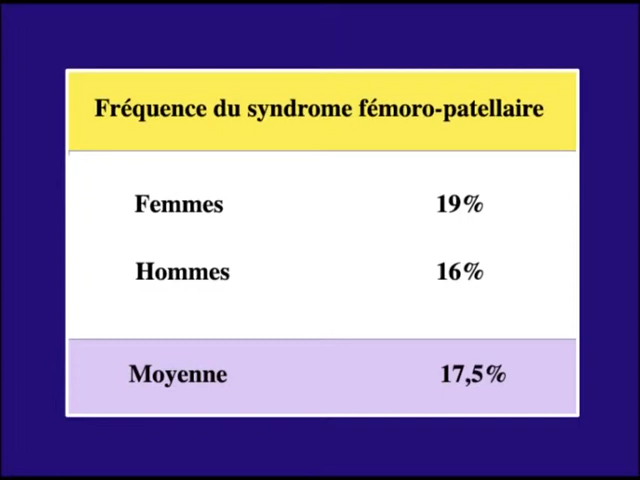 Fréquence du syndrome fémoro-patellaire
Femmes 19%
Hommes 16%
Moyenne 17,5%